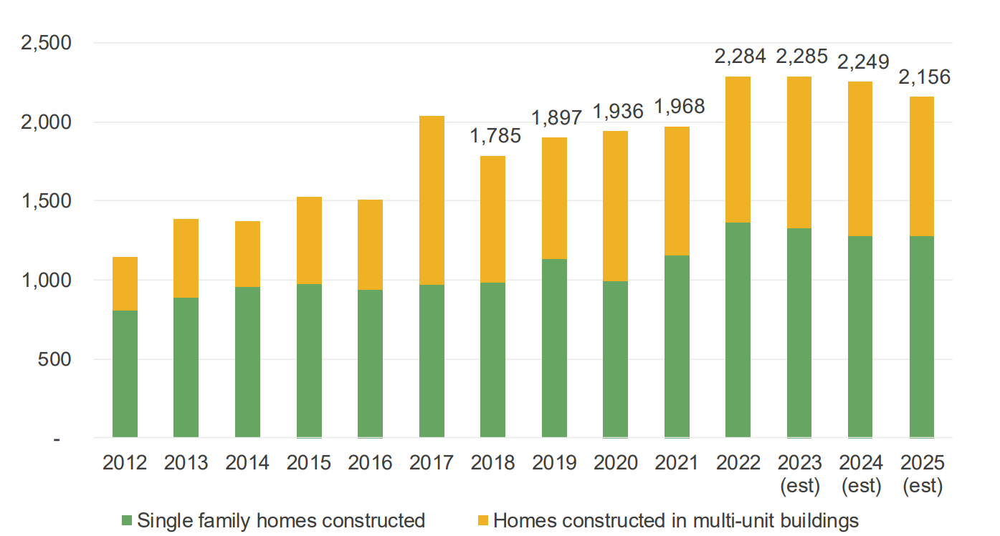 2,500
2,284 2,285 2,249
2,156
2,000
1,785 1,897 1,936 1,968
1,500
1,000
500
-
2012 2013 2014 2015 2016 2017 2018 2019 2020 2021 2022 2023 2024 2025
(est) (est) (est)
Single family homes constructed Homes constructed in multi-unit buildings